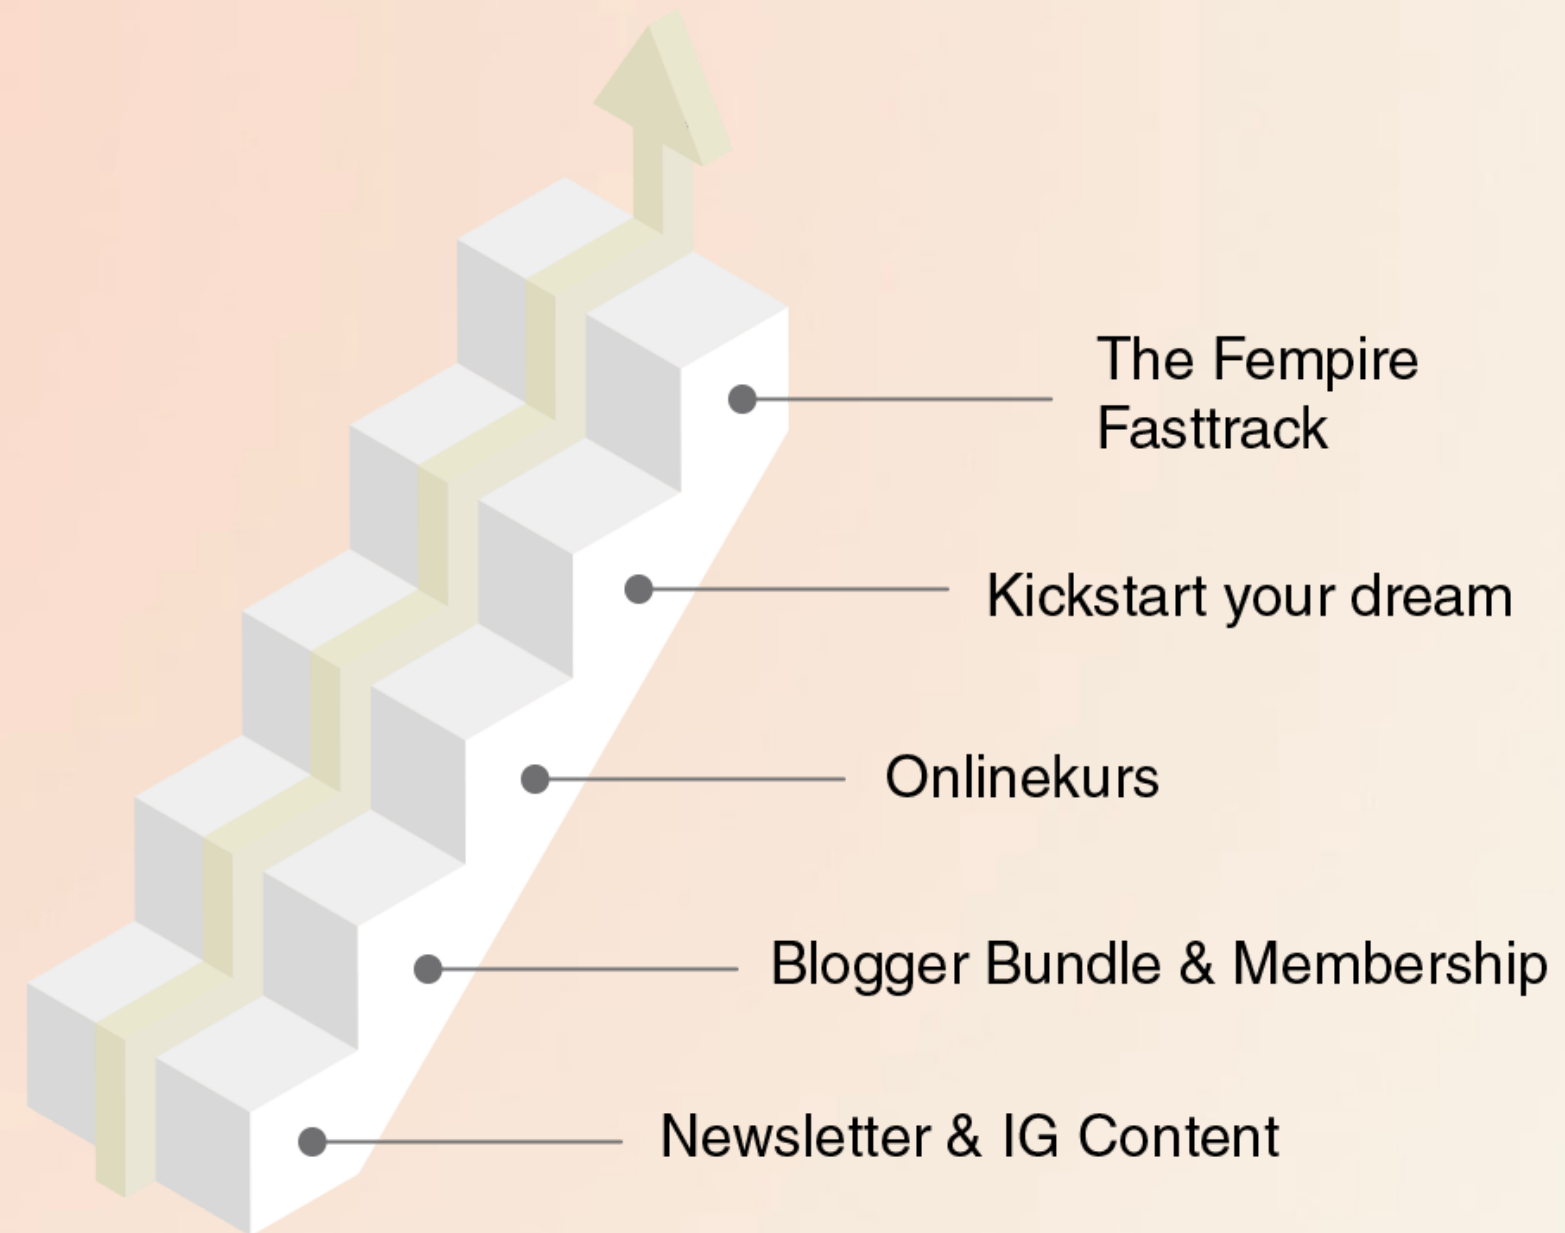 The Fempire
Fasttrack
Kickstart your dream
Onlinekurs
Blogger Bundle & Membership
Newsletter & IG Content